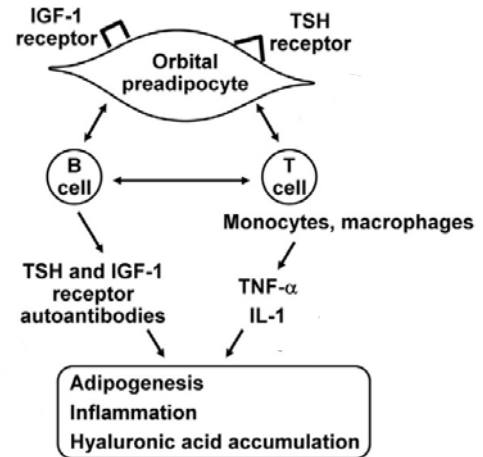 IGF-1
receptor
TSH
receptor
Orbital
preadipocyte
B
cell
T
cell
Monocytes, macrophages
TSH and IGF-1
receptor
autoantibodies
TNF-α
IL-1
Adipogenesis
Inflammation
Hyaluronic acid accumulation